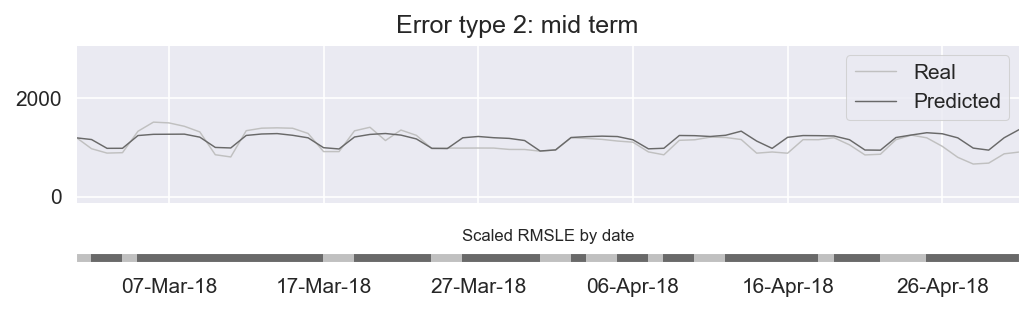 Error type 2: mid term
Real
Predicted
2000
0
Scaled RMSLE by date
07-Mar-18 17-Mar-18 27-Mar-18 06-Apr-18 16-Apr-18 26-Apr-18